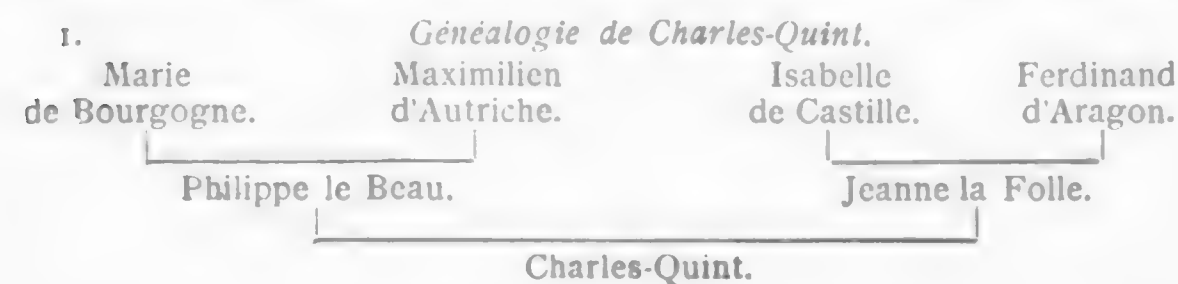 1. Généalogie de Charles-Quint.
Marie Maximilien Isabelle Ferdinand
de Bourgogne. d'Autriche. de Castille. d'Aragon.
Philippe le Beau. Jeanne la Folle.
Charles-Quint.